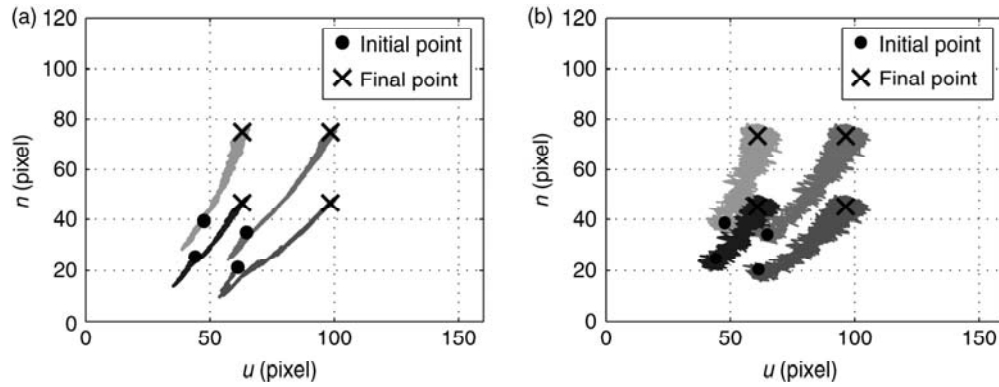 (a)
120
100
80
60
40
20
0
n (pixel)
0 50 100 150
u (pixel)
Initial point
Final point
(b)
120
100
80
60
40
20
0
n (pixel)
0 50 100 150
u (pixel)
Initial point
Final point